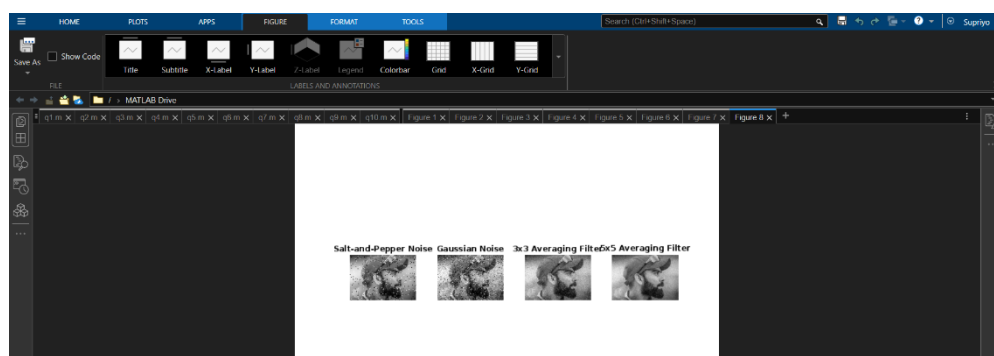 HOME PLOTS APPS FIGURE FORMAT TOOLS Search (Ctrl+Shift+Space) Supriyo
Save As Show Code Title Subtitle X-Label Y-Label Z-Label Legend Colorbar Grid X-Grid Y-Grid
FILE LABELS AND ANNOTATIONS
/ > MATLAB Drive
q1.m q2.m q3.m q4.m q5.m q6.m q7.m q8.m q9.m q10.m Figure 1 Figure 2 Figure 3 Figure 4 Figure 5 Figure 6 Figure 7 Figure 8
Salt-and-Pepper Noise Gaussian Noise 3x3 Averaging Filter 5x5 Averaging Filter